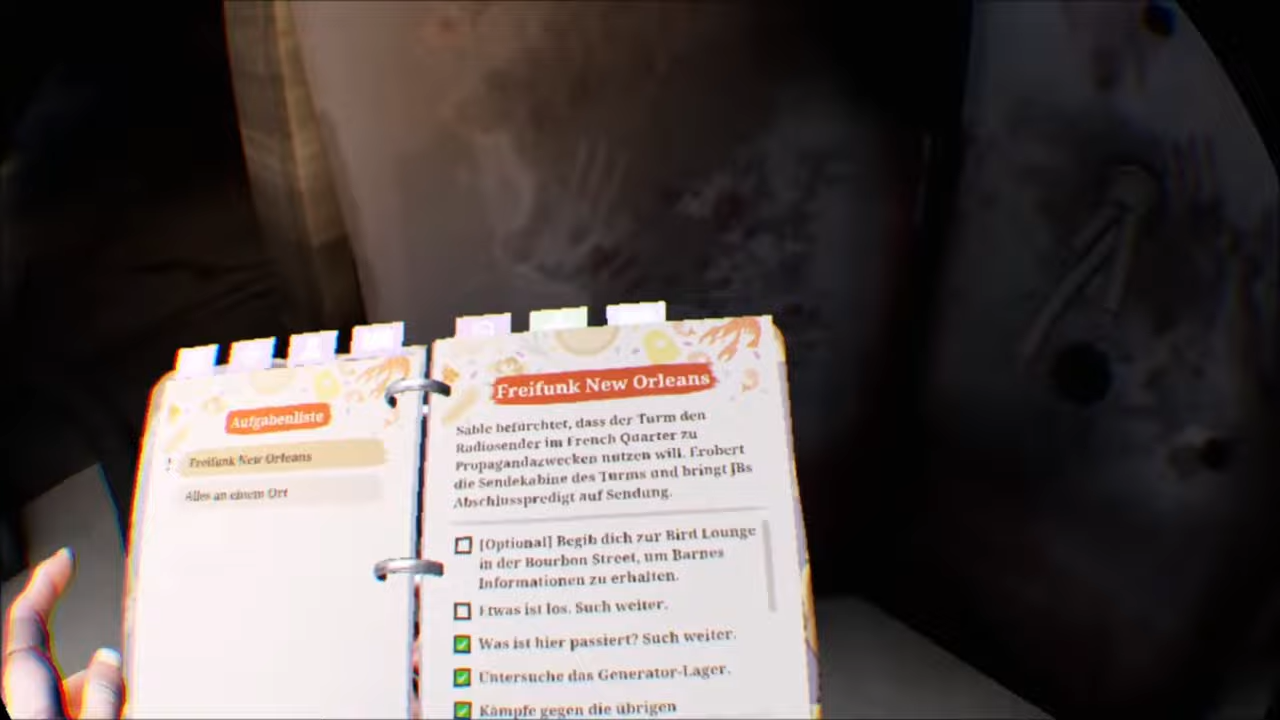 Aufgabenliste
! Freifunk New Orleans
Alles an einem Ort
Freifunk New Orleans
Sable befürchtet, dass der Turm den
Radiosender im French Quarter zu
Propagandazwecken nutzen will. Erobert
die Sendekabine des Turms und bringt JBs
Abschlusspredigt auf Sendung.
[Optional] Begib dich zur Bird Lounge
in der Bourbon Street, um Barnes
Informationen zu erhalten.
Etwas ist los. Such weiter.
Was ist hier passiert? Such weiter.
Untersuche das Generator-Lager.
Kämpfe gegen die übrigen